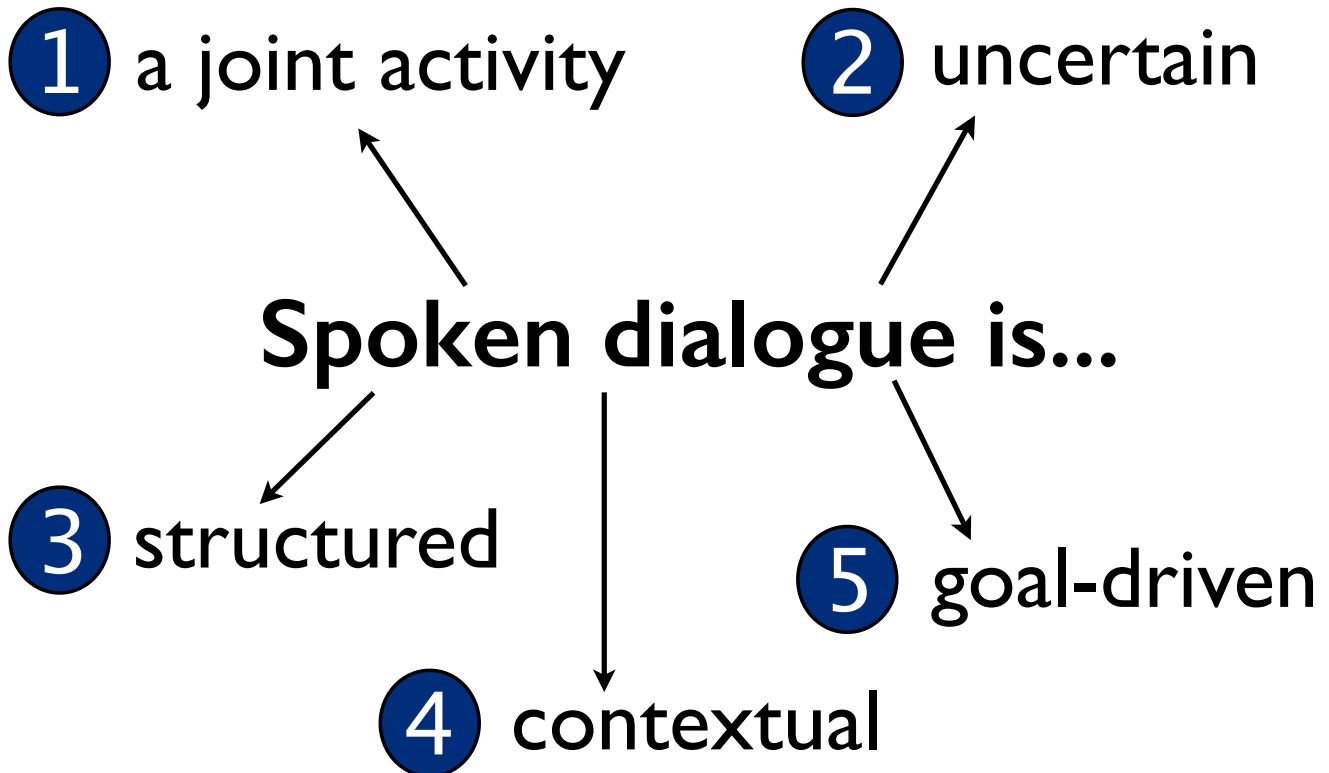 1 a joint activity
2 uncertain
Spoken dialogue is...
3 structured
5 goal-driven
4 contextual